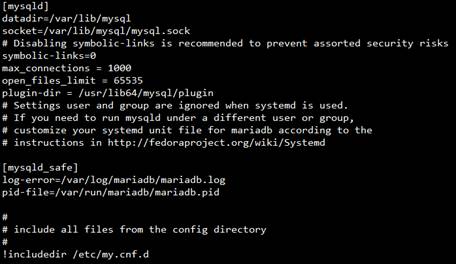 [mysqld]
datadir=/var/lib/mysql
socket=/var/lib/mysql/mysql.sock
# Disabling symbolic-links is recommended to prevent assorted security risks
symbolic-links=0
max_connections = 1000
open_files_limit = 65535
plugin-dir = /usr/lib64/mysql/plugin
# Settings user and group are ignored when systemd is used.
# If you need to run mysqld under a different user or group,
# customize your systemd unit file for mariadb according to the
# instructions in http://fedoraproject.org/wiki/Systemd

[mysqld_safe]
log-error=/var/log/mariadb/mariadb.log
pid-file=/var/run/mariadb/mariadb.pid

#
# include all files from the config directory
#
!includedir /etc/my.cnf.d